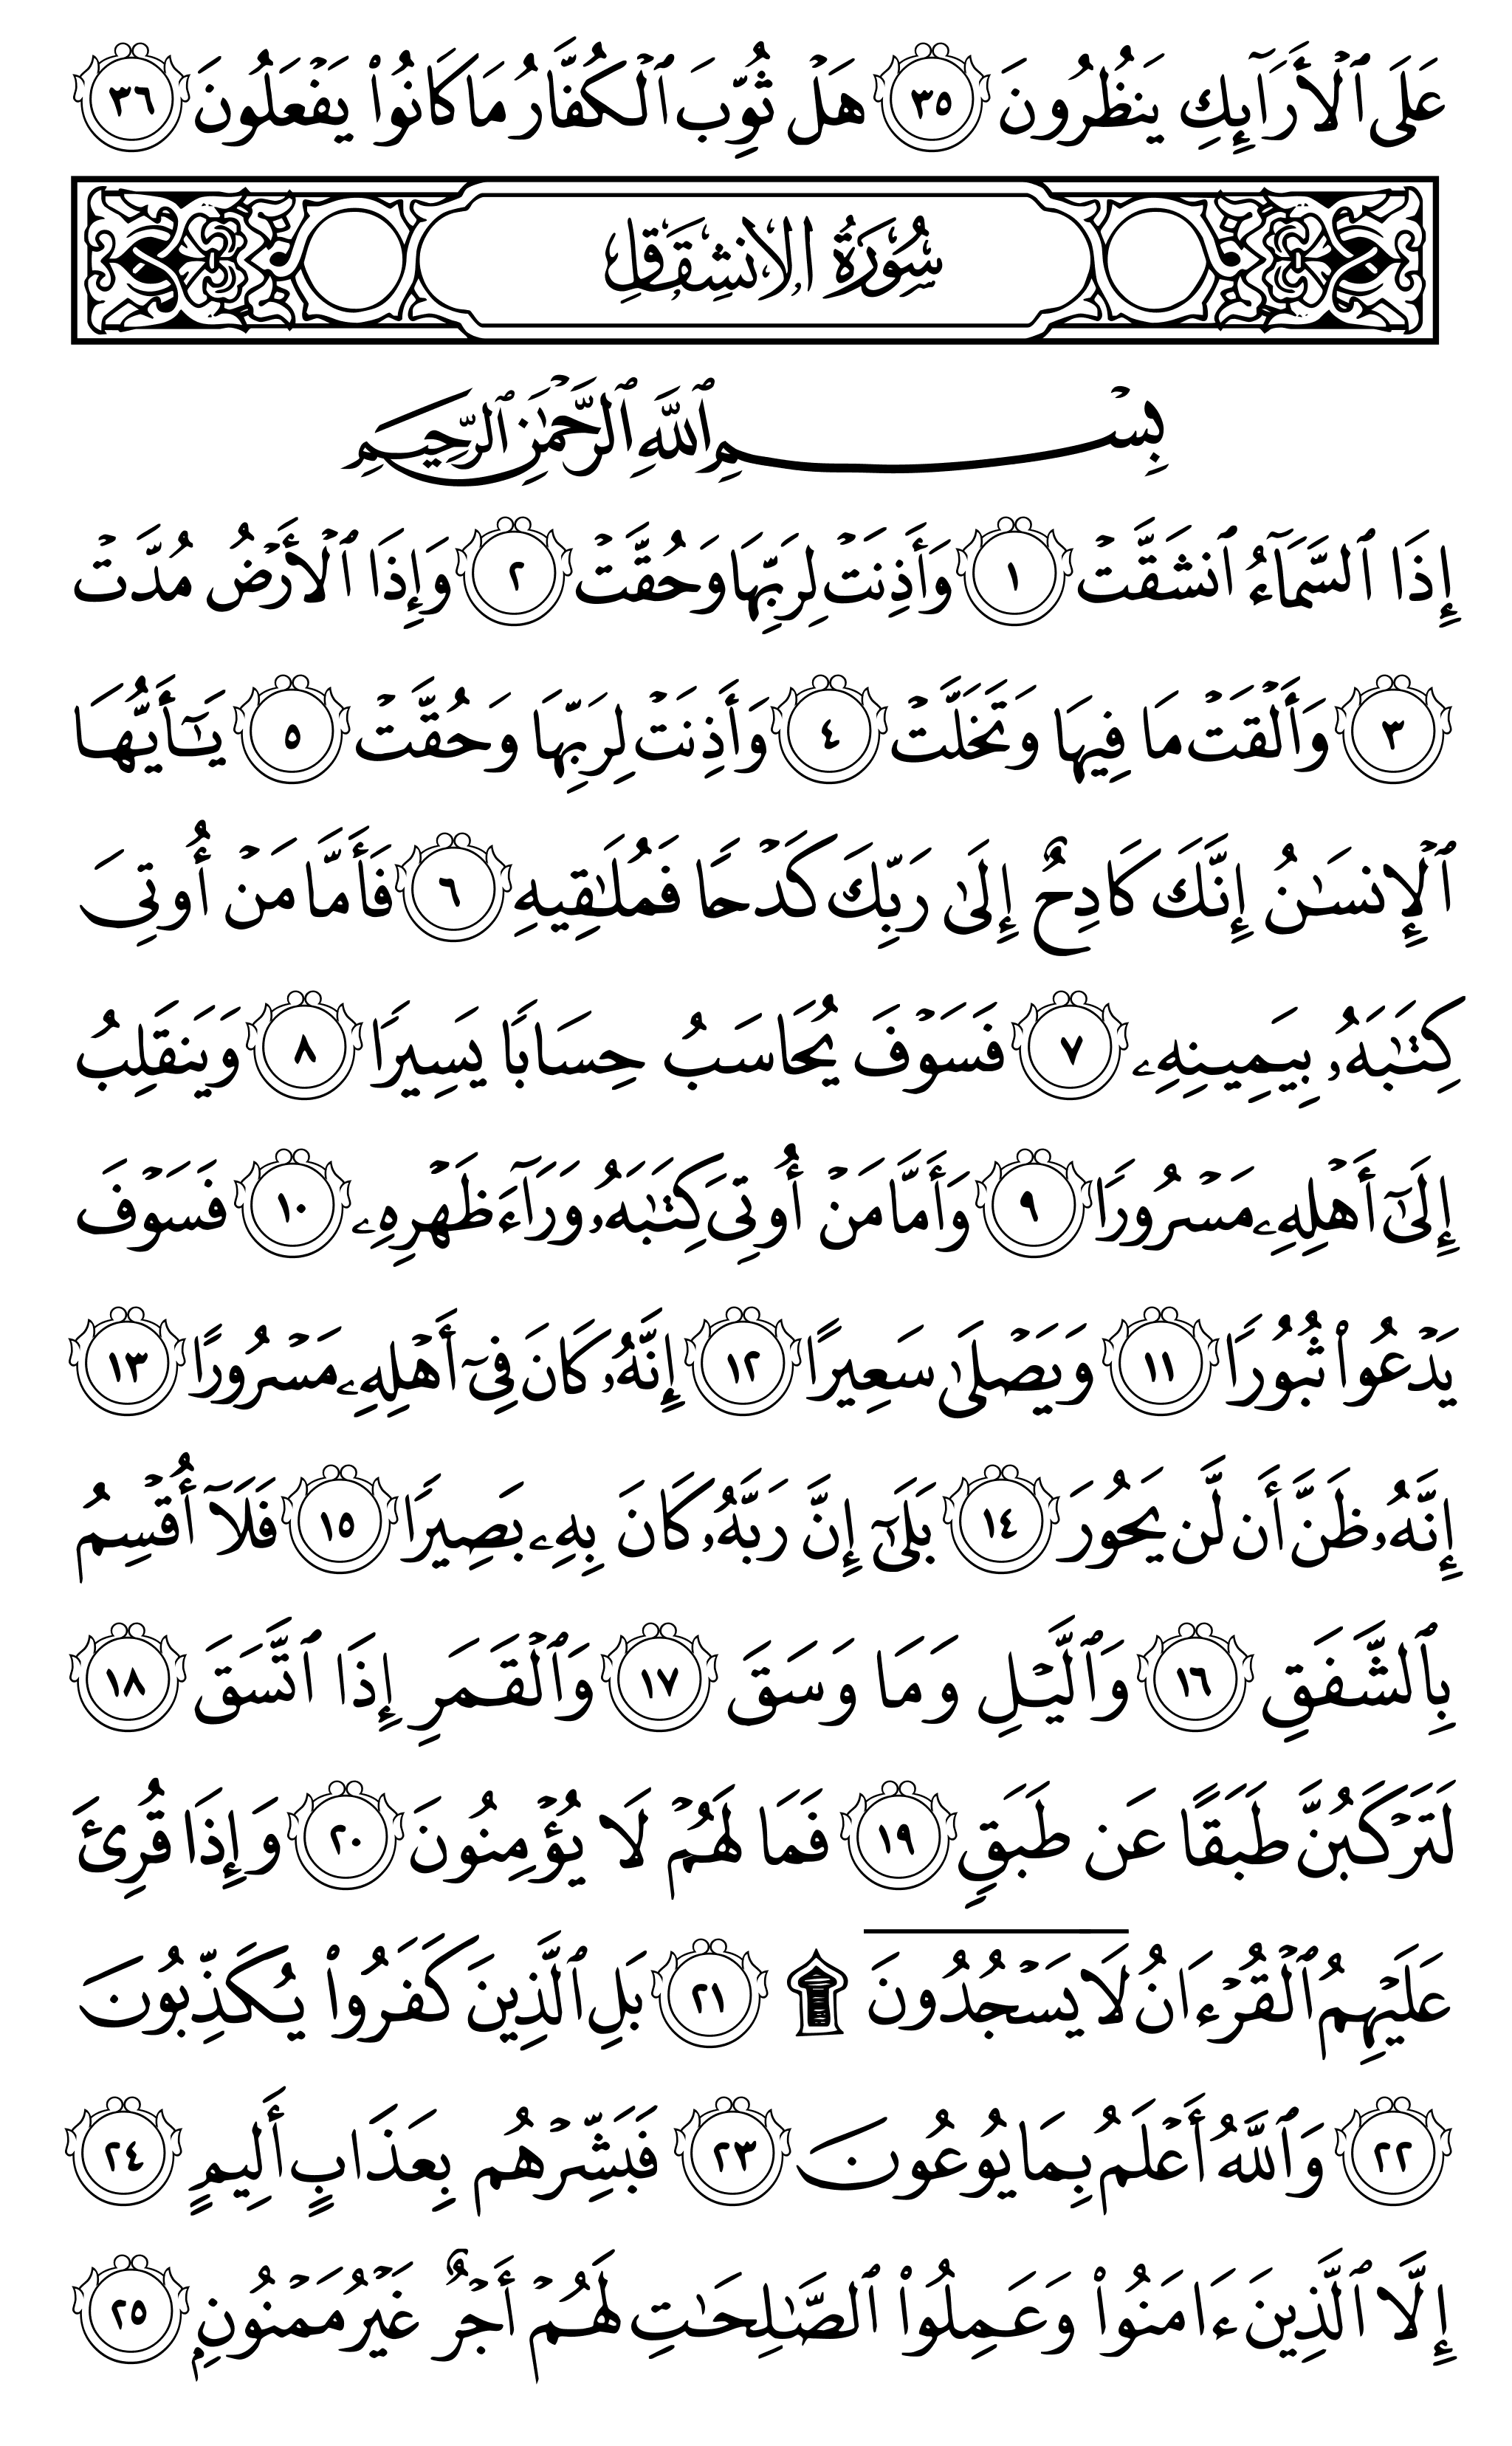 عَلَى ٱلْأَرَآئِكِ يَنظُرُونَ ٣٥ هَلْ ثُوِّبَ ٱلْكُفَّارُ مَا كَانُوا۟ يَفْعَلُونَ ٣٦
سُورَةُ الِانشِقَاقِ
بِسْمِ ٱللَّهِ ٱلرَّحْمَٰنِ ٱلرَّحِيمِ
إِذَا ٱلسَّمَآءُ ٱنشَقَّتْ ١ وَأَذِنَتْ لِرَبِّهَا وَحُقَّتْ ٢ وَإِذَا ٱلْأَرْضُ مُدَّتْ
٣ وَأَلْقَتْ مَا فِيهَا وَتَخَلَّتْ ٤ وَأَذِنَتْ لِرَبِّهَا وَحُقَّتْ ٥ يَٰٓأَيُّهَا
ٱلْإِنسَٰنُ إِنَّكَ كَادِحٌ إِلَىٰ رَبِّكَ كَدْحًا فَمُلَٰقِيهِ ٦ فَأَمَّا مَنْ أُوتِىَ
كِتَٰبَهُۥ بِيَمِينِهِۦ ٧ فَسَوْفَ يُحَاسَبُ حِسَابًا يَسِيرًا ٨ وَيَنقَلِبُ
إِلَىٰٓ أَهْلِهِۦ مَسْرُورًا ٩ وَأَمَّا مَنْ أُوتِىَ كِتَٰبَهُۥ وَرَآءَ ظَهْرِهِۦ ١٠ فَسَوْفَ
يَدْعُوا۟ ثُبُورًا ١١ وَيَصْلَىٰ سَعِيرًا ١٢ إِنَّهُۥ كَانَ فِىٓ أَهْلِهِۦ مَسْرُورًا ١٣
إِنَّهُۥ ظَنَّ أَن لَّن يَحُورَ ١٤ بَلَىٰٓ إِنَّ رَبَّهُۥ كَانَ بِهِۦ بَصِيرًا ١٥ فَلَآ أُقْسِمُ
بِٱلشَّفَقِ ١٦ وَٱلَّيْلِ وَمَا وَسَقَ ١٧ وَٱلْقَمَرِ إِذَا ٱتَّسَقَ ١٨
لَتَرْكَبُنَّ طَبَقًا عَن طَبَقٍ ١٩ فَمَا لَهُمْ لَا يُؤْمِنُونَ ٢٠ وَإِذَا قُرِئَ
عَلَيْهِمُ ٱلْقُرْءَانُ لَا يَسْجُدُونَ ۩ ٢١ بَلِ ٱلَّذِينَ كَفَرُوا۟ يُكَذِّبُونَ
٢٢ وَٱللَّهُ أَعْلَمُ بِمَا يُوعُونَ ٢٣ فَبَشِّرْهُم بِعَذَابٍ أَلِيمٍ ٢٤
إِلَّا ٱلَّذِينَ ءَامَنُوا۟ وَعَمِلُوا۟ ٱلصَّٰلِحَٰتِ لَهُمْ أَجْرٌ غَيْرُ مَمْنُونٍۭ ٢٥